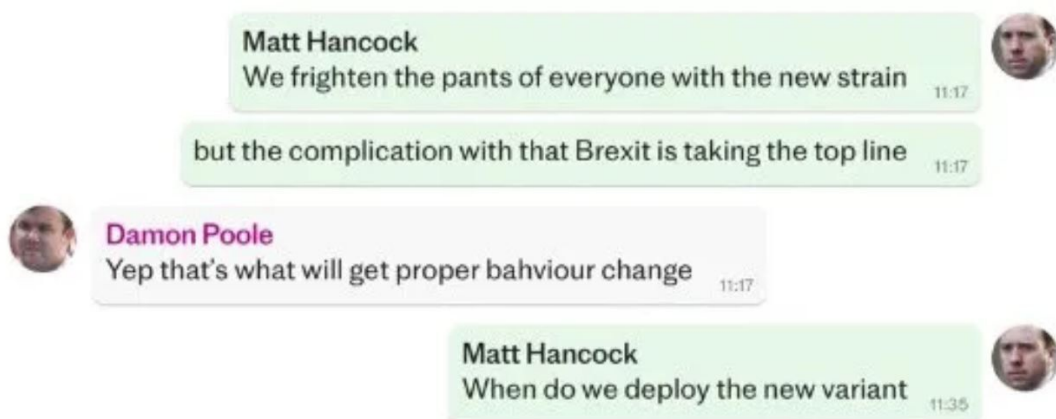 Matt Hancock
We frighten the pants of everyone with the new strain
11:17
but the complication with that Brexit is taking the top line
11:17
Damon Poole
Yep that's what will get proper bahviour change
11:17
Matt Hancock
When do we deploy the new variant
11:35